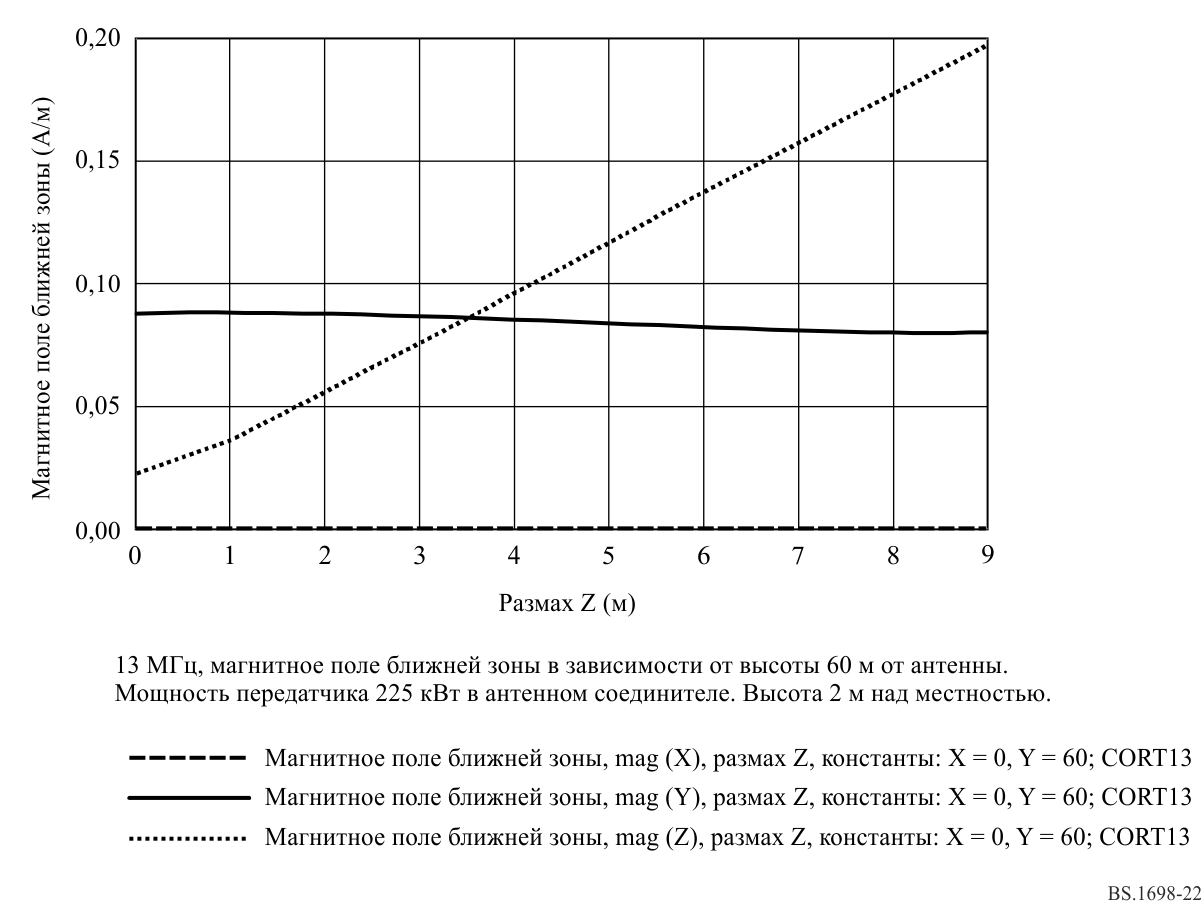 0,20
0,15
0,10
0,05
0,00
Магнитное поле ближней зоны (А/м)
0 1 2 3 4 5 6 7 8 9
Размах Z (м)
13 МГц, магнитное поле ближней зоны в зависимости от высоты 60 м от антенны.
Мощность передатчика 225 кВт в антенном соединителе. Высота 2 м над местностью.
Магнитное поле ближней зоны, mag (X), размах Z, константы: X = 0, Y = 60; CORT13
Магнитное поле ближней зоны, mag (Y), размах Z, константы: X = 0, Y = 60; CORT13
Магнитное поле ближней зоны, mag (Z), размах Z, константы: X = 0, Y = 60; CORT13
BS.1698-22